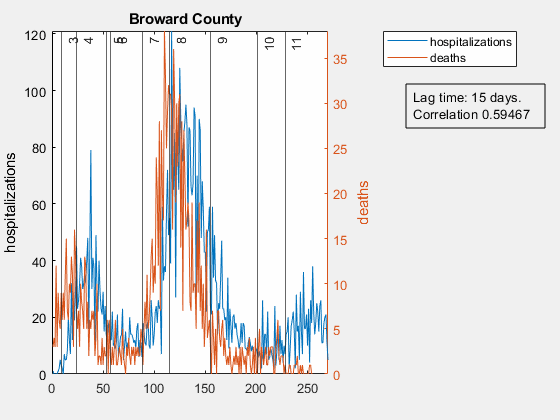 Broward County
3 4 5 6 7 8 9 10 11
120
100
80
60
40
20
0
hospitalizations
0 50 100 150 200 250
35
30
25
20
15
10
5
0
deaths
hospitalizations
deaths
Lag time: 15 days.
Correlation 0.59467